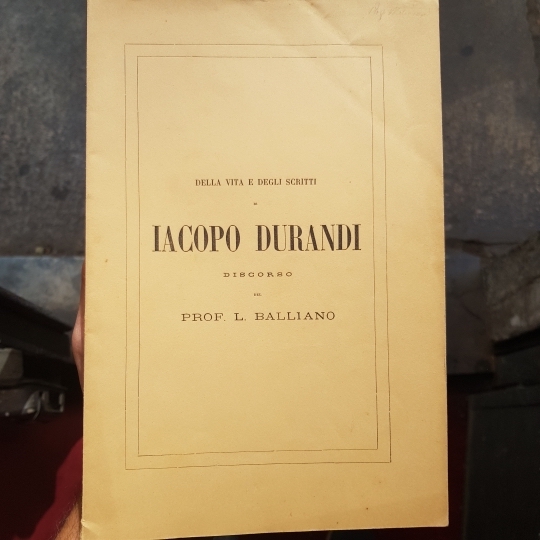 DELLA VITA E DEGLI SCRITTI
DI
IACOPO DURANDI
DISCORSO
DEL
PROF. L. BALLIANO